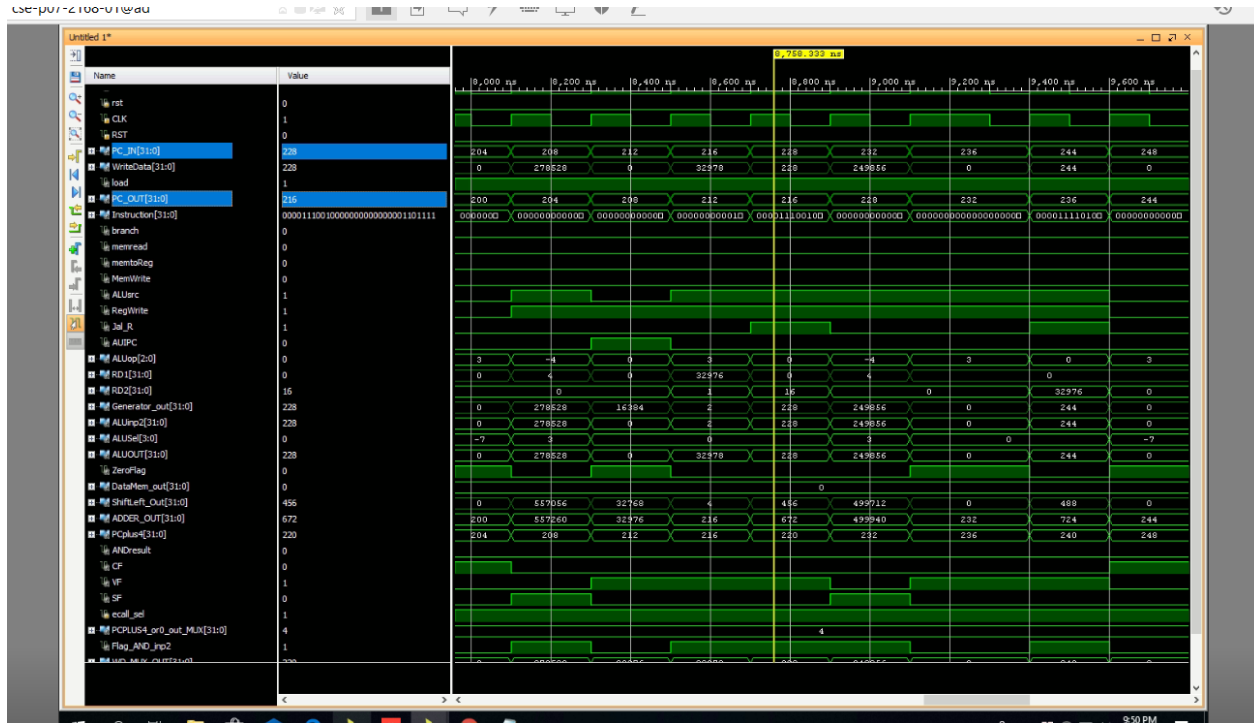 cse-p07-2168-01@ad
Untitled 1*
8,758.333 ns
Name Value
8,000 ns 8,200 ns 8,400 ns 8,600 ns 8,800 ns 9,000 ns 9,200 ns 9,400 ns 9,600 ns
rst 0
CLK 1
RST 0
PC_IN[31:0] 228 204 208 212 216 228 232 236 244 248
WriteData[31:0] 228 0 278528 0 32978 228 249856 0 244 0
load 1
PC_OUT[31:0] 216 200 204 208 212 216 228 232 236 244
Instruction[31:0] 00001110010000000000000001101111
branch 0
memread 0
memtoReg 0
MemWrite 0
ALUsrc 1
RegWrite 1
Jal_R 1
AUIPC 0
ALUop[2:0] 0 3 -4 0 3 0 -4 3 0 3
RD1[31:0] 0 0 4 0 32976 0 4 0
RD2[31:0] 16 0 1 16 0 32976 0
Generator_out[31:0] 228 0 278528 16384 2 228 249856 0 244 0
ALUinp2[31:0] 228 0 278528 0 2 228 249856 0 244 0
ALUSel[3:0] 0 -7 3 0 3 0 -7
ALUOUT[31:0] 228 0 278528 0 32978 228 249856 0 244 0
ZeroFlag 0
DataMem_out[31:0] 0 0
ShiftLeft_Out[31:0] 456 0 557056 32768 4 456 499712 0 488 0
ADDER_OUT[31:0] 672 200 557260 32976 216 672 499940 232 724 244
PCplus4[31:0] 220 204 208 212 216 220 232 236 240 248
ANDresult 0
CF 0
VF 1
SF 0
ecall_sel 1
PCPLUS4_or0_out_MUX[31:0] 4 4
Flag_AND_inp2 1
9:50 PM